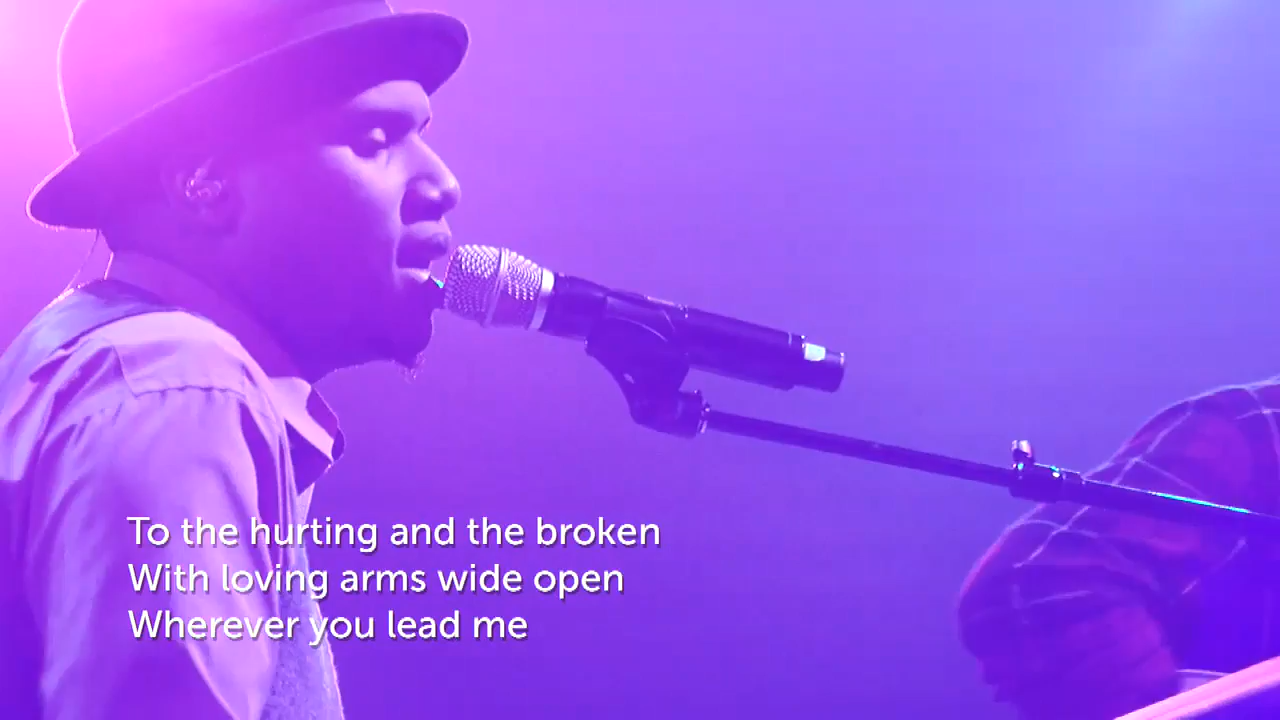 To the hurting and the broken
With loving arms wide open
Wherever you lead me